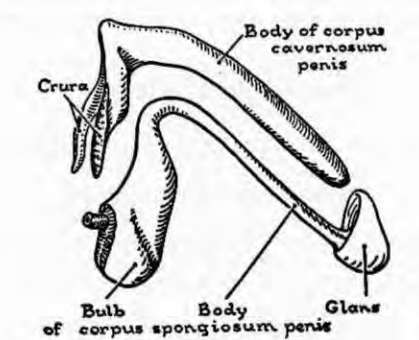 Body of corpus
cavernosum
penis
Crura
Bulb Body Glans
of corpus spongiosum penis